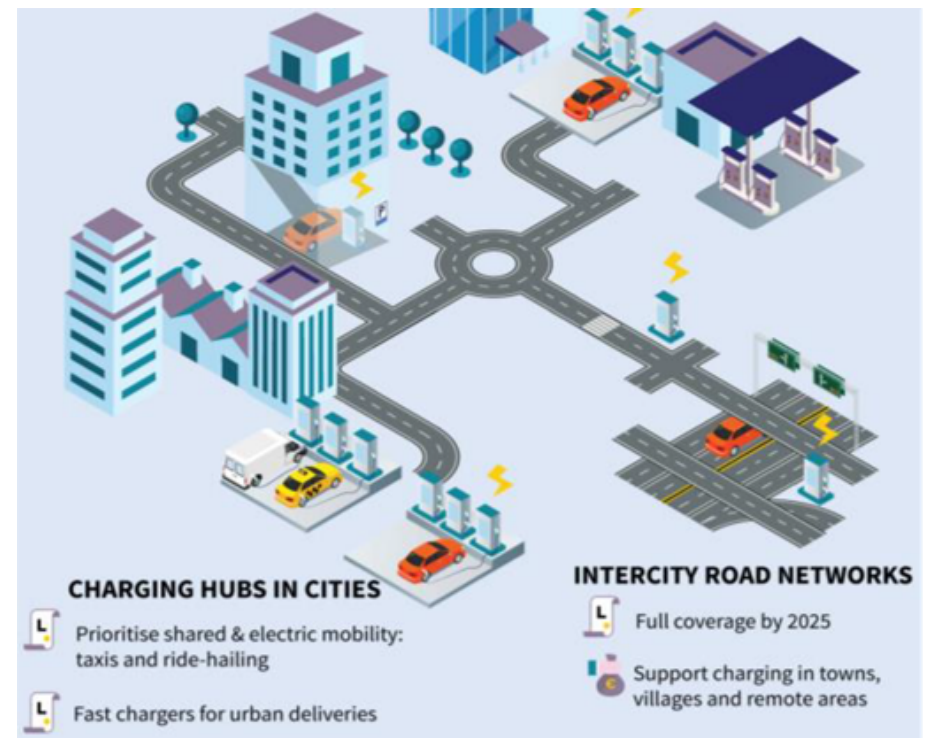 CHARGING HUBS IN CITIES
L
Prioritise shared & electric mobility:
taxis and ride-hailing
L
Fast chargers for urban deliveries
INTERCITY ROAD NETWORKS
L
Full coverage by 2025
€
Support charging in towns,
villages and remote areas